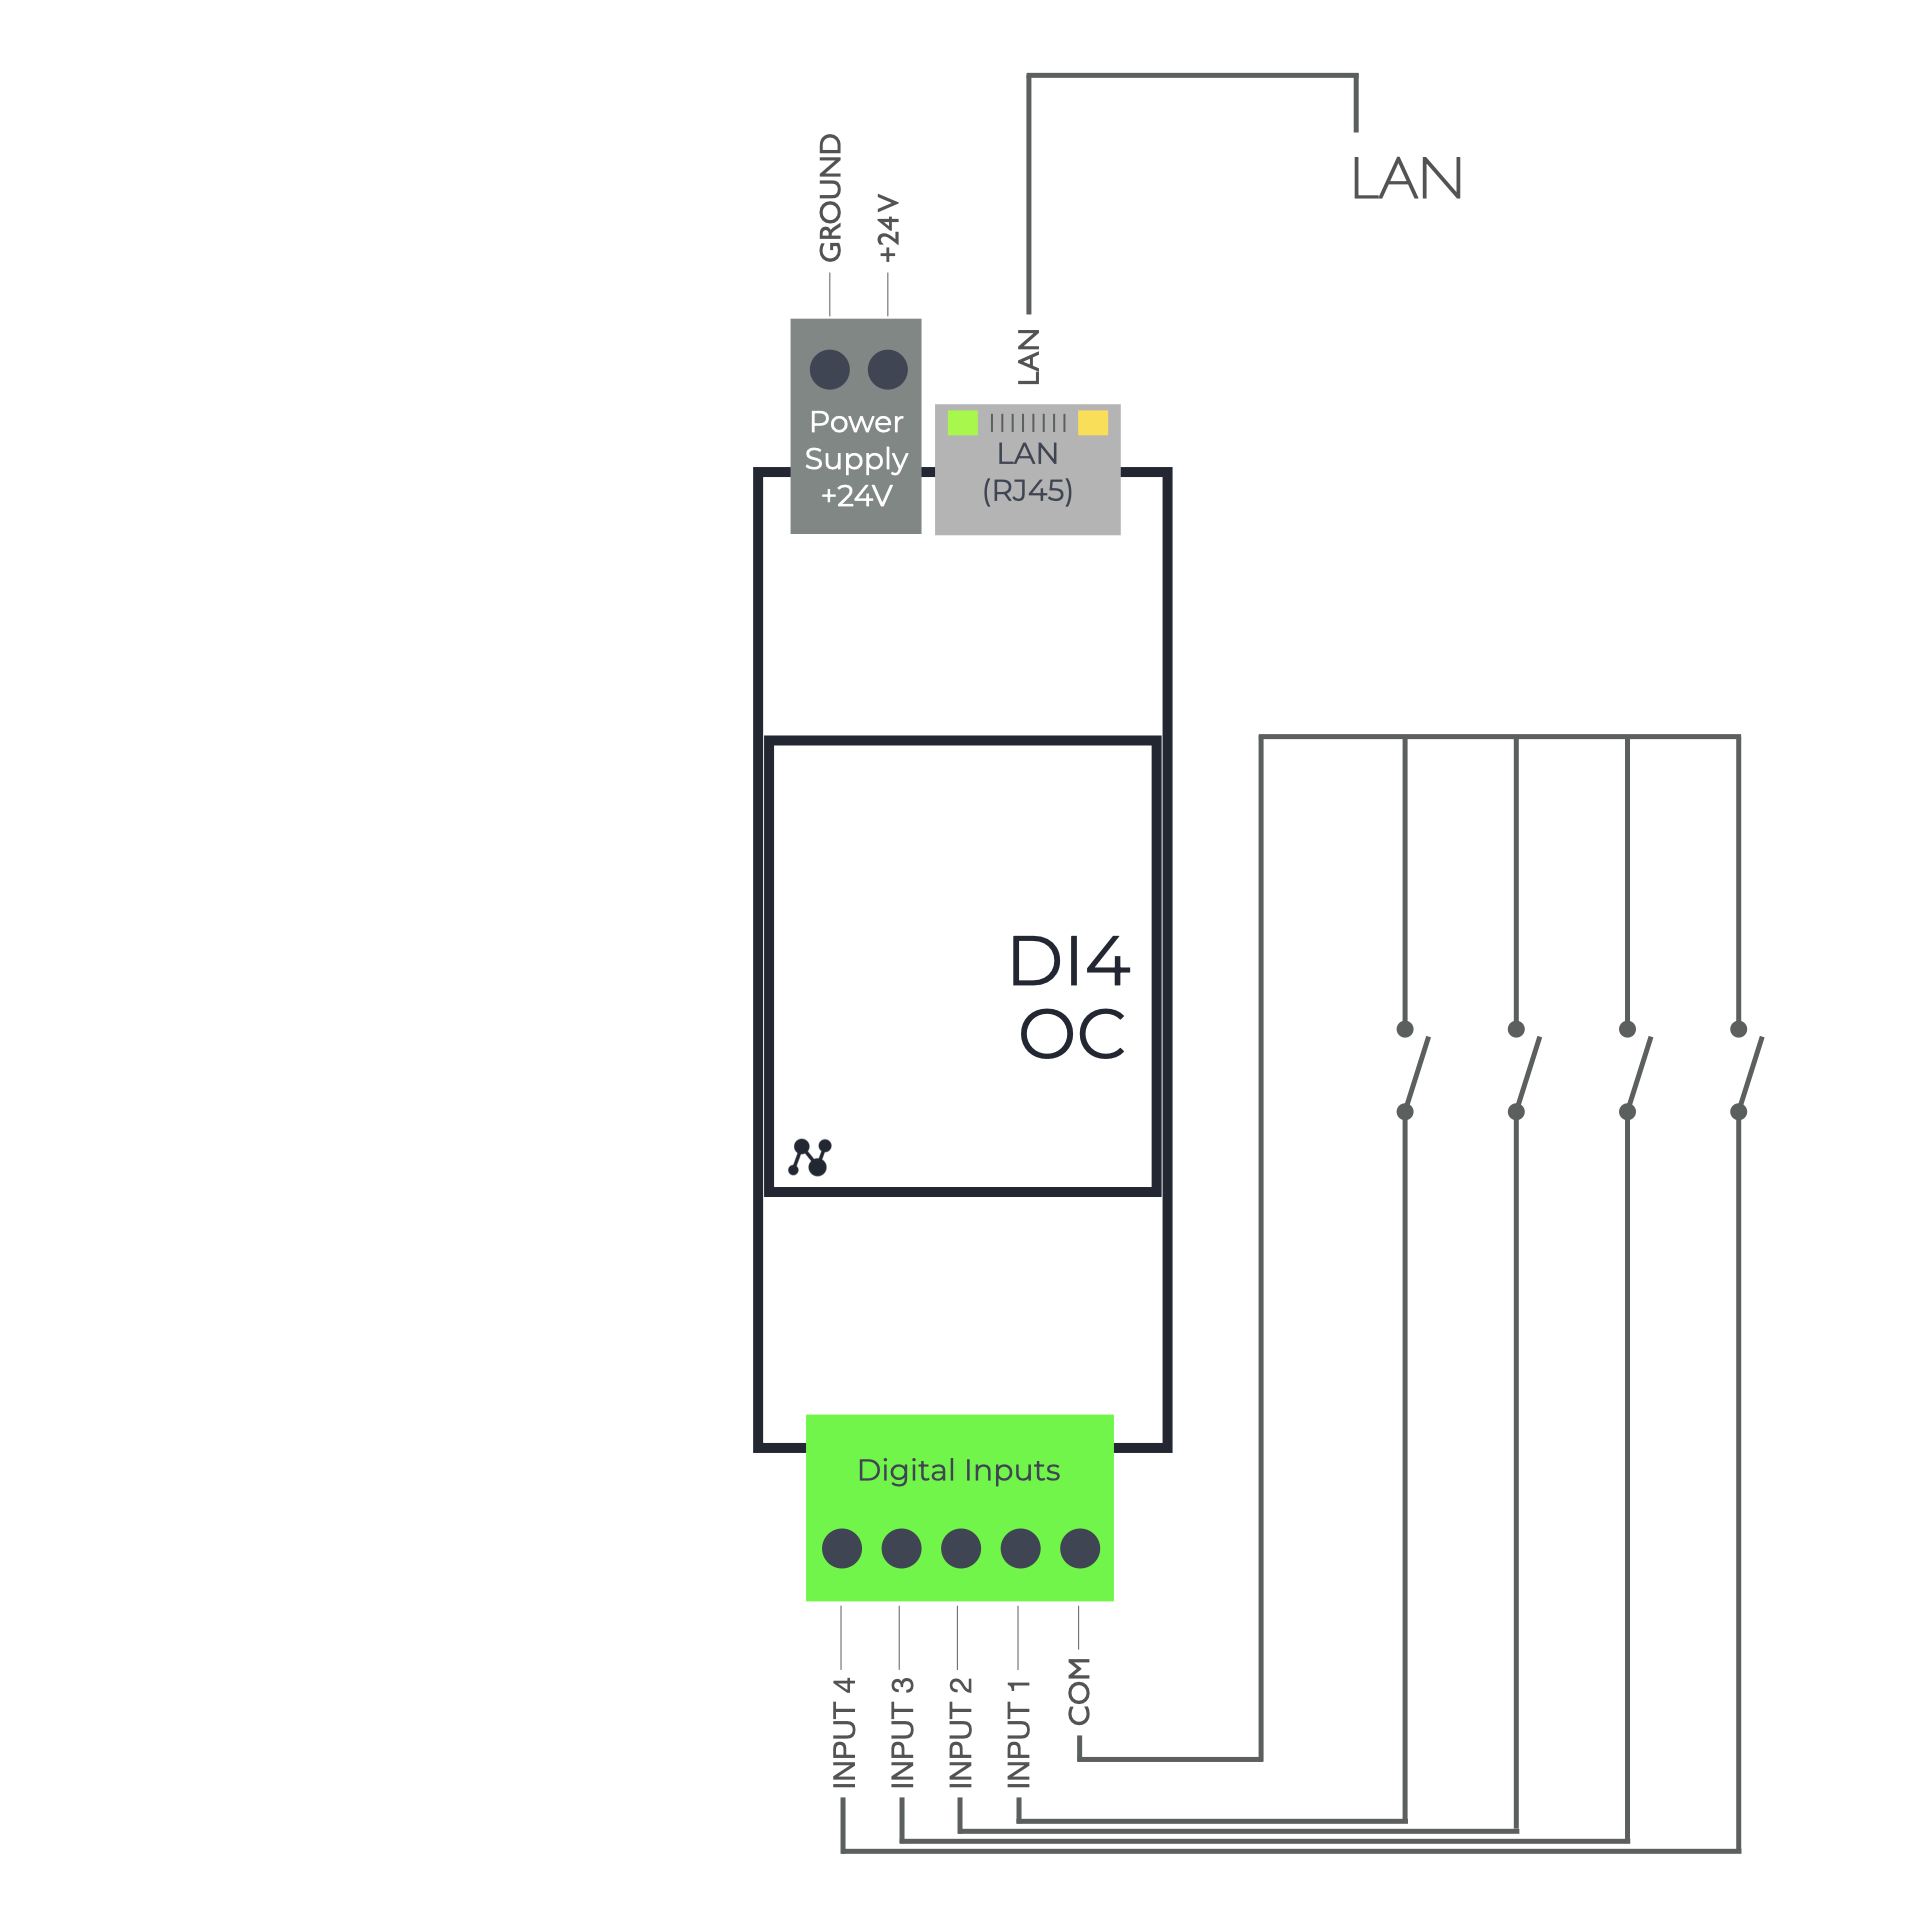 GROUND
+24V
LAN
LAN
Power
Supply
+24V
LAN
(RJ45)
DI4
OC
Digital Inputs
INPUT 4
INPUT 3
INPUT 2
INPUT 1
COM